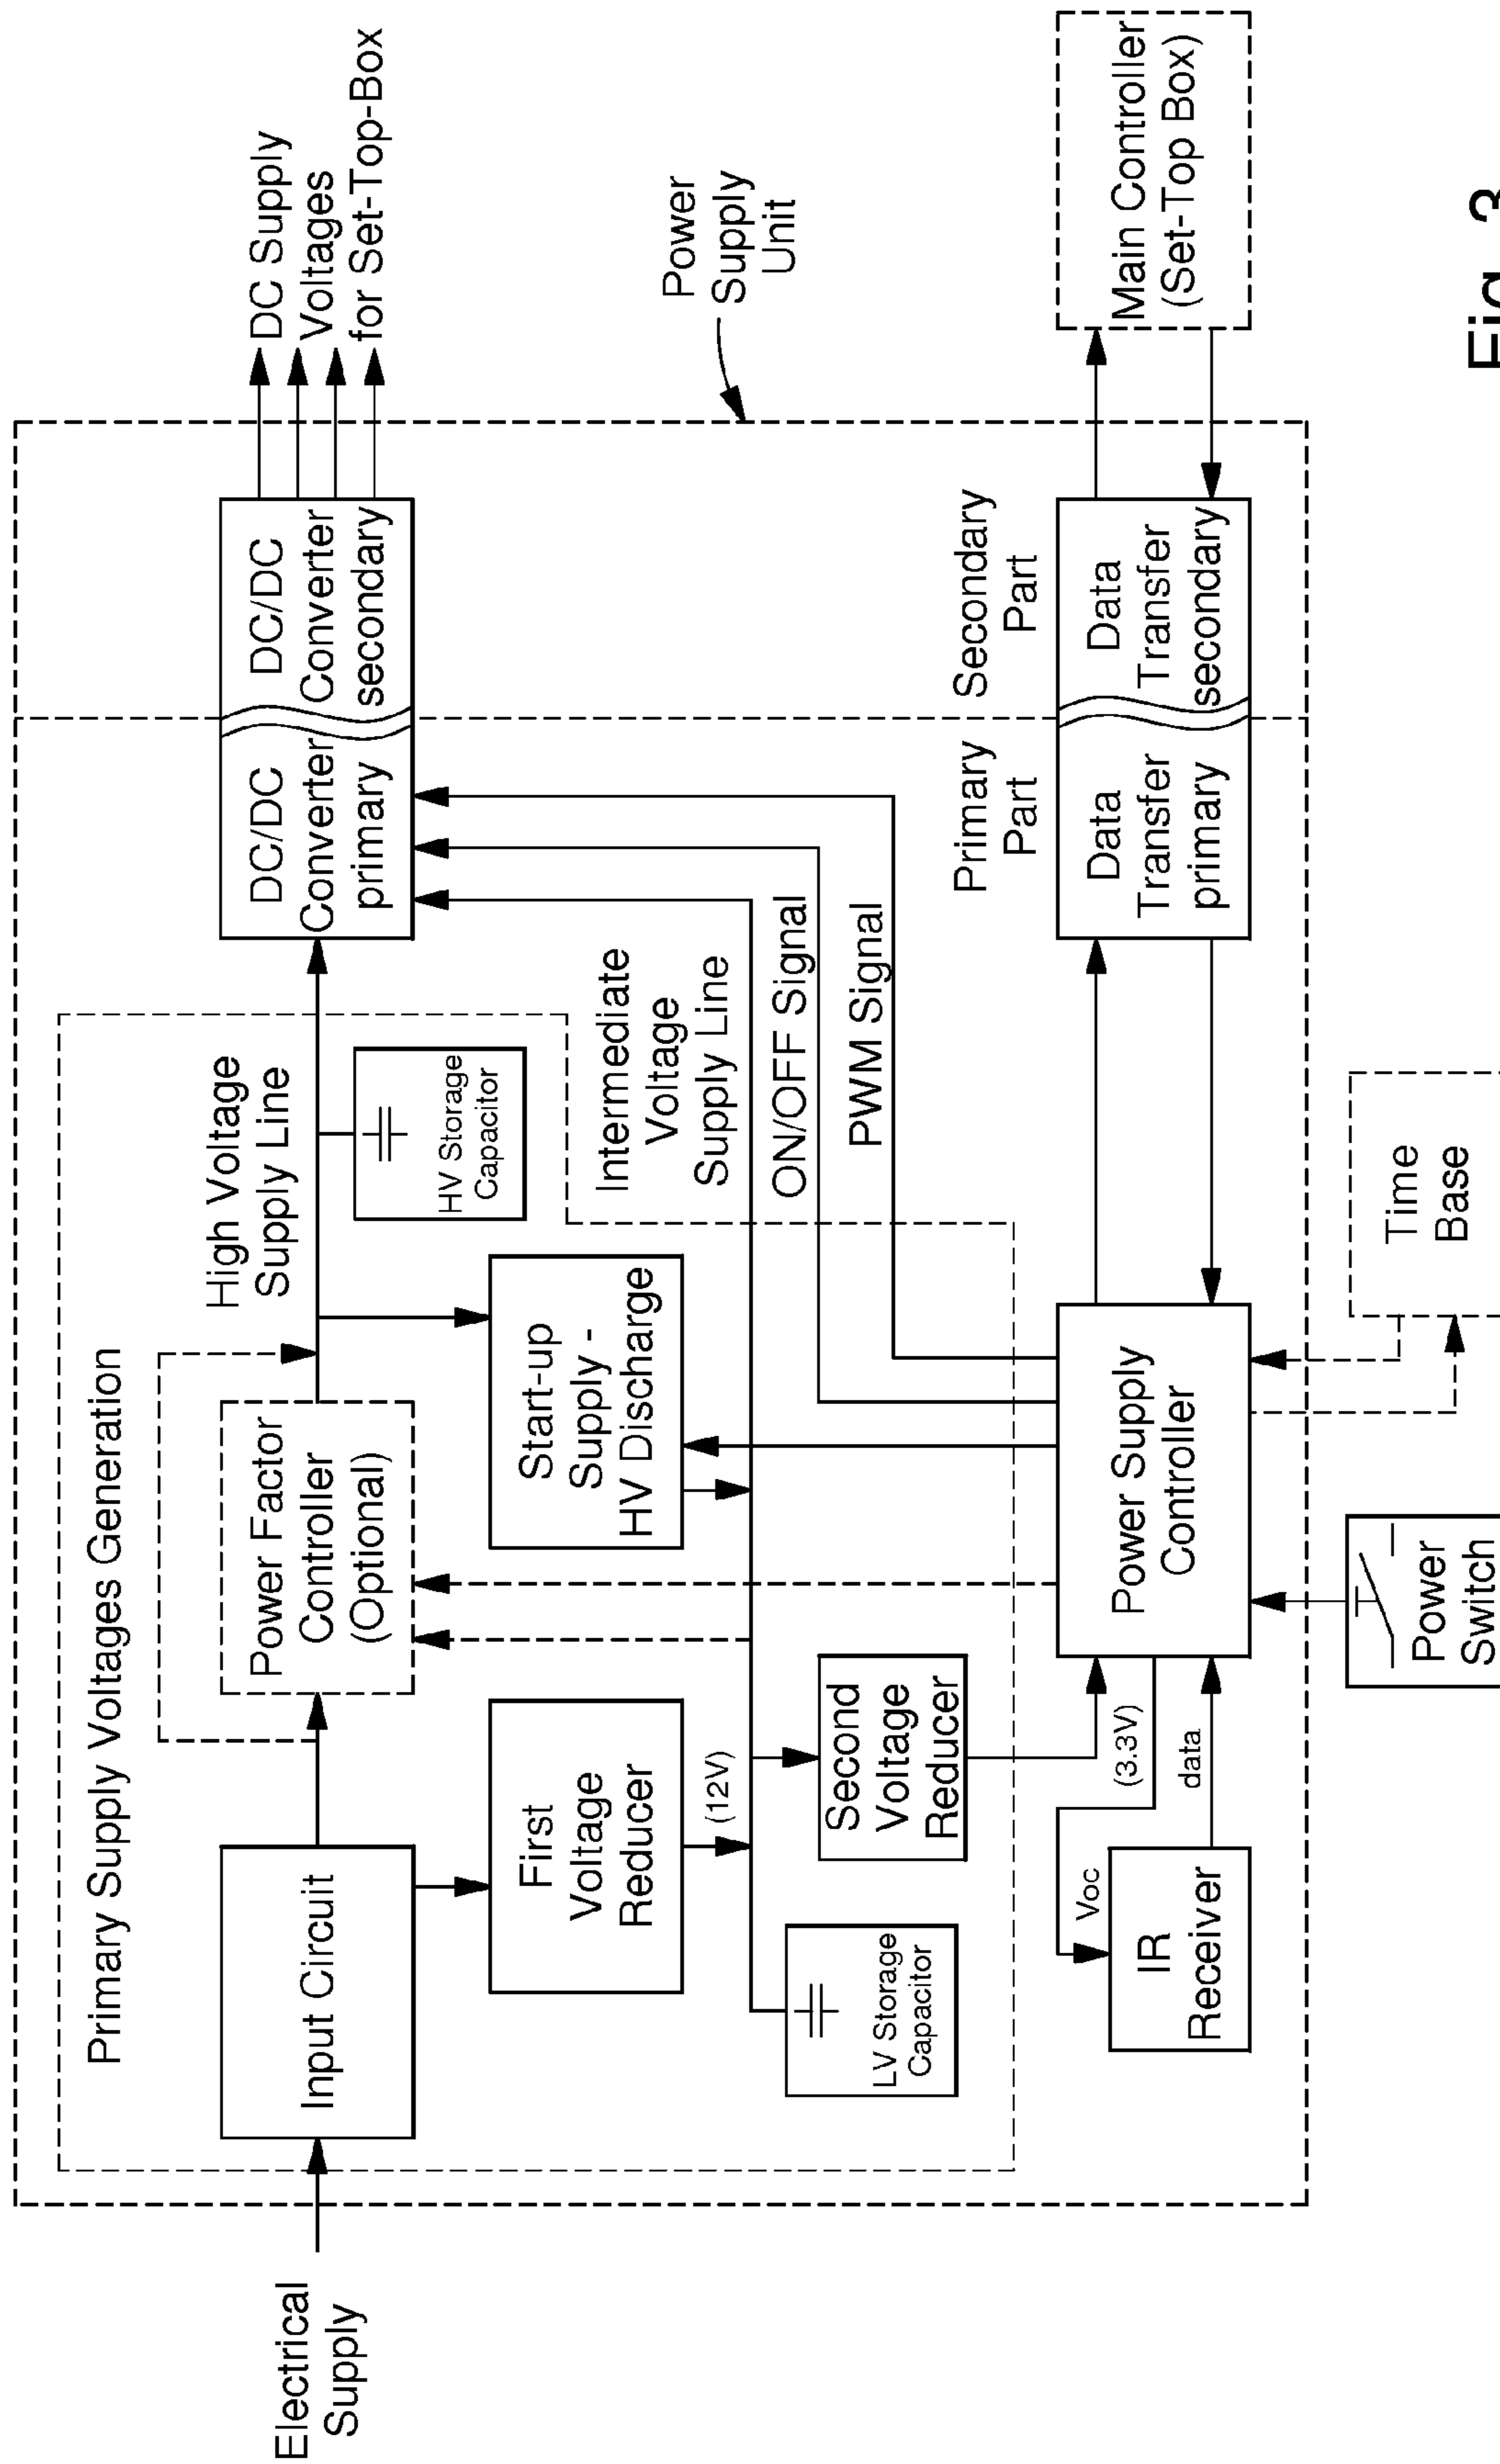 Electrical
Supply
Primary Supply Voltages Generation
Input Circuit
Power Factor
Controller
(Optional)
High Voltage
Supply Line
HV Storage
Capacitor
DC/DC
Converter
primary
DC/DC
Converter
secondary
DC Supply
Voltages
for Set-Top-Box
First
Voltage
Reducer
(12V)
Start-up
Supply -
HV Discharge
Intermediate
Voltage
Supply Line
ON/OFF Signal
PWM Signal
Power
Supply
Unit
LV Storage
Capacitor
Second
Voltage
Reducer
Primary
Part
Secondary
Part
Voc
(3.3V)
data
IR
Receiver
Power Supply
Controller
Data
Transfer
primary
Data
Transfer
secondary
Main Controller
(Set-Top Box)
Power
Switch
Time
Base
Fig. 3